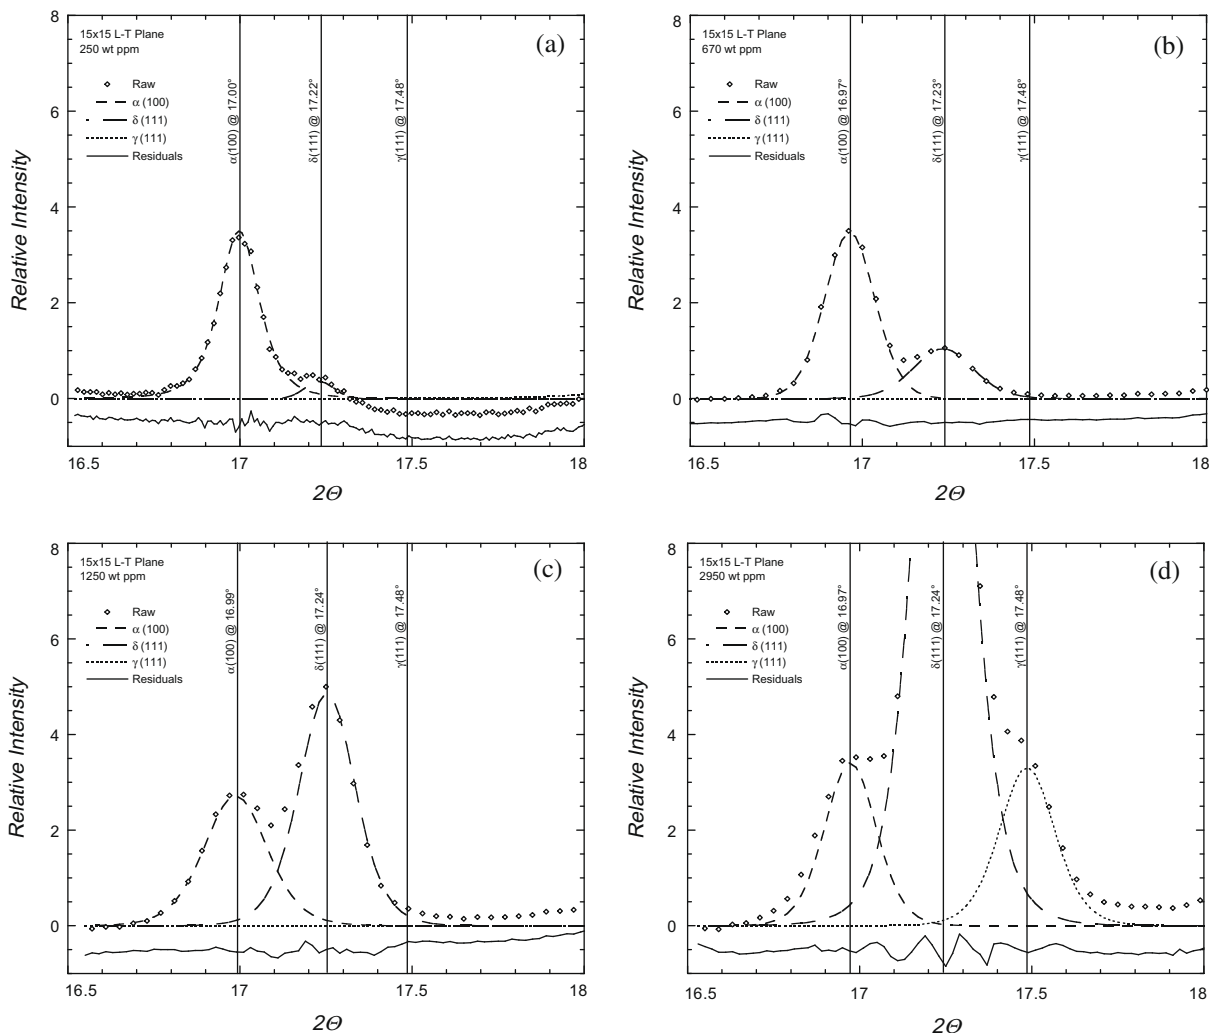 8
15x15 L-T Plane
250 wt ppm
(a)
Raw
α (100)
δ (111)
γ (111)
Residuals
α(100) @ 17.00°
δ(111) @ 17.22°
γ(111) @ 17.48°
6
4
2
0
Relative Intensity
16.5
17
17.5
18
2Θ
8
15x15 L-T Plane
670 wt ppm
(b)
Raw
α (100)
δ (111)
γ (111)
Residuals
α(100) @ 16.97°
δ(111) @ 17.23°
γ(111) @ 17.48°
6
4
2
0
Relative Intensity
16.5
17
17.5
18
2Θ
8
15x15 L-T Plane
1250 wt ppm
(c)
Raw
α (100)
δ (111)
γ (111)
Residuals
α(100) @ 16.99°
δ(111) @ 17.24°
γ(111) @ 17.48°
6
4
2
0
Relative Intensity
16.5
17
17.5
18
2Θ
8
15x15 L-T Plane
2950 wt ppm
(d)
Raw
α (100)
δ (111)
γ (111)
Residuals
α(100) @ 16.97°
δ(111) @ 17.24°
γ(111) @ 17.48°
6
4
2
0
Relative Intensity
16.5
17
17.5
18
2Θ